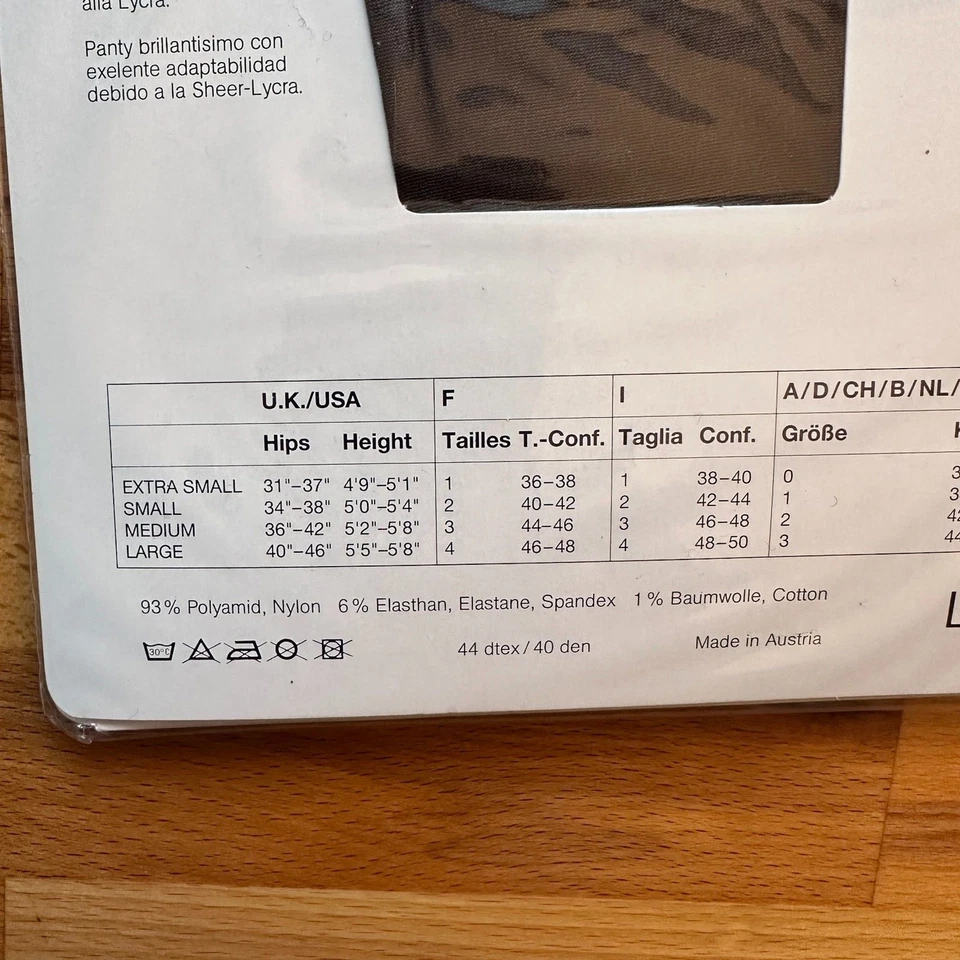 alla Lycra.
Panty brillantisimo con
exelente adaptabilidad
debido a la Sheer-Lycra.
U.K./USA F I A/D/CH/B/NL/
Hips Height Tailles T.-Conf. Taglia Conf. Größe
EXTRA SMALL 31"–37" 4'9"–5'1" 1 36–38 1 38–40 0 3
SMALL 34"–38" 5'0"–5'4" 2 40–42 2 42–44 1 3
MEDIUM 36"–42" 5'2"–5'8" 3 44–46 3 46–48 2 42
LARGE 40"–46" 5'5"–5'8" 4 46–48 4 48–50 3 44
93% Polyamid, Nylon 6% Elasthan, Elastane, Spandex 1% Baumwolle, Cotton
30°C 44 dtex/40 den Made in Austria